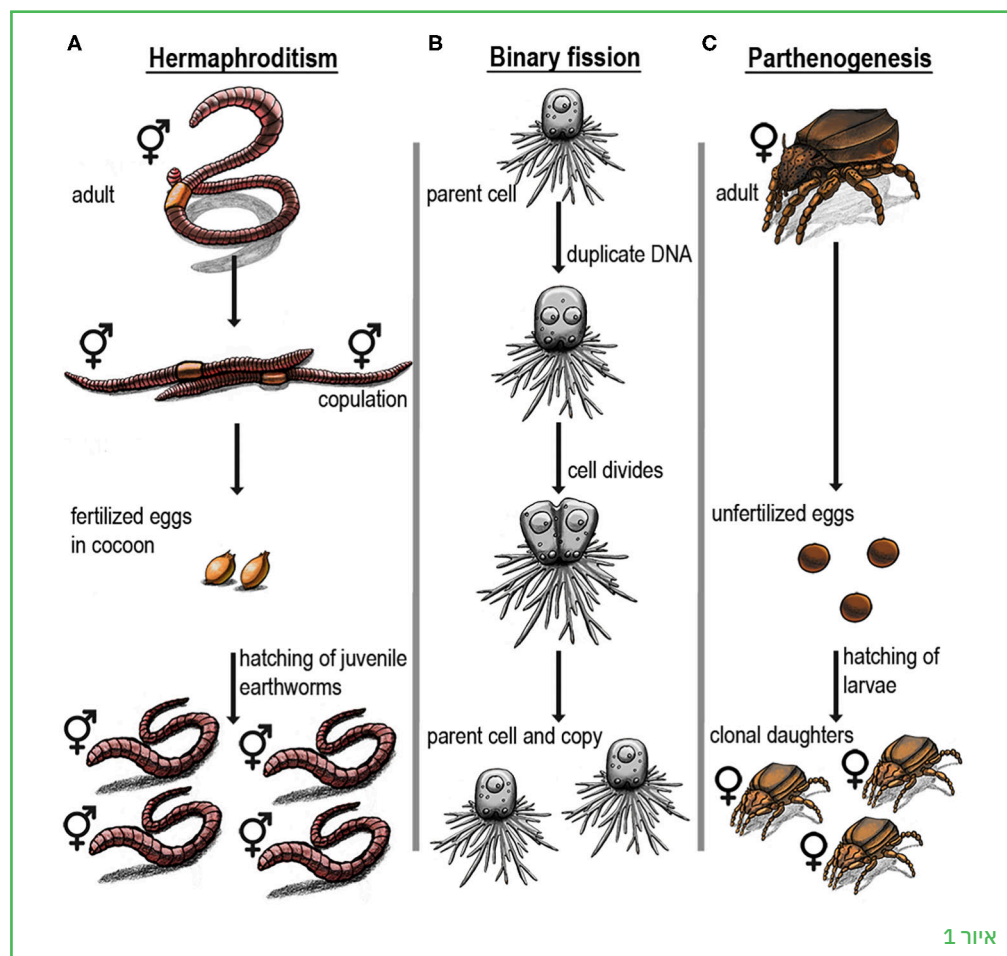 A
Hermaphroditism
adult
copulation
fertilized eggs
in cocoon
hatching of juvenile
earthworms
B
Binary fission
parent cell
duplicate DNA
cell divides
parent cell and copy
C
Parthenogenesis
adult
unfertilized eggs
hatching of
larvae
clonal daughters
איור 1